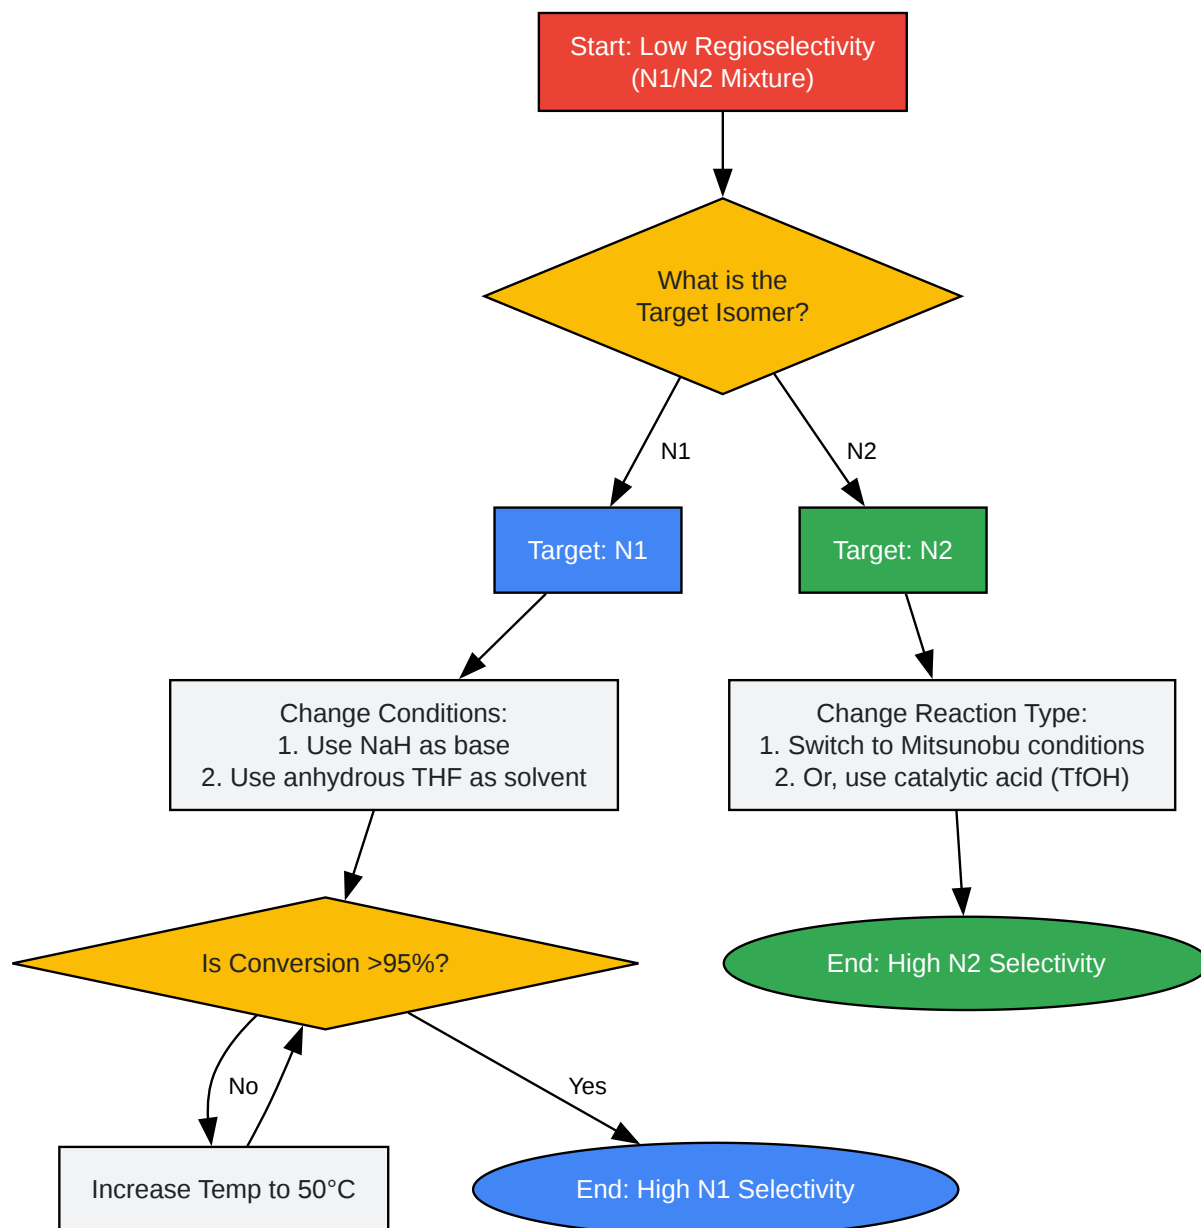 Start: Low Regioselectivity
(N1/N2 Mixture)
What is the
Target Isomer?
N1
N2
Target: N1
Target: N2
Change Conditions:
1. Use NaH as base
2. Use anhydrous THF as solvent
Change Reaction Type:
1. Switch to Mitsunobu conditions
2. Or, use catalytic acid (TfOH)
Is Conversion >95%?
End: High N2 Selectivity
No
Yes
Increase Temp to 50°C
End: High N1 Selectivity